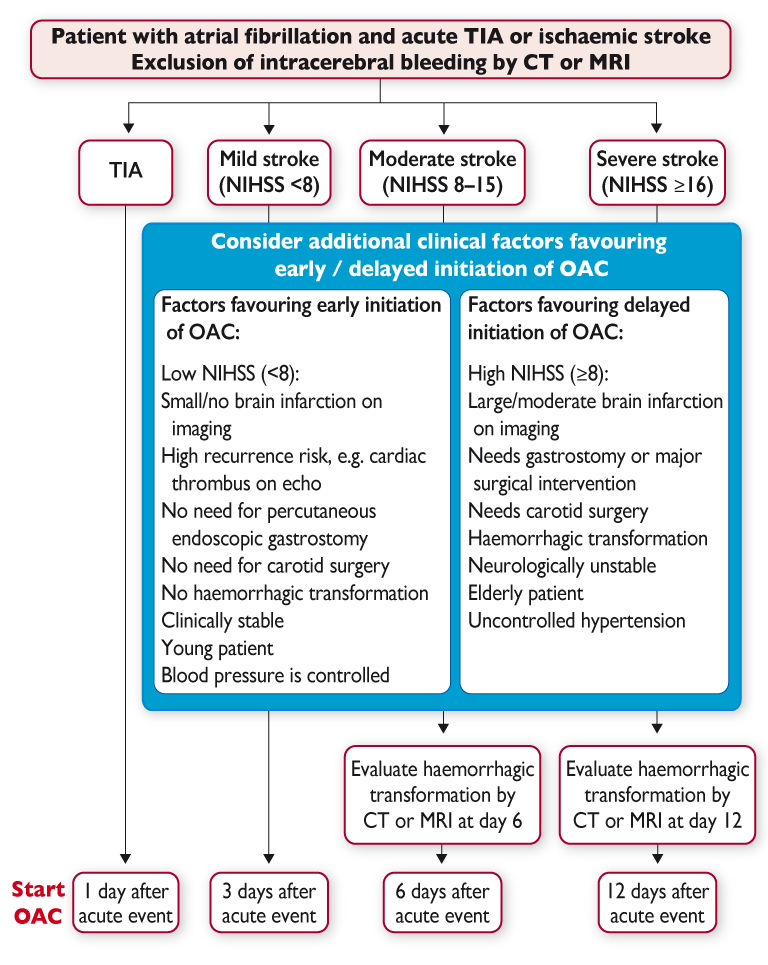 Patient with atrial fibrillation and acute TIA or ischaemic stroke
Exclusion of intracerebral bleeding by CT or MRI
TIA
Mild stroke
(NIHSS <8)
Moderate stroke
(NIHSS 8–15)
Severe stroke
(NIHSS ≥16)
Consider additional clinical factors favouring
early / delayed initiation of OAC
Factors favouring early initiation
of OAC:
Low NIHSS (<8):
Small/no brain infarction on
imaging
High recurrence risk, e.g. cardiac
thrombus on echo
No need for percutaneous
endoscopic gastrostomy
No need for carotid surgery
No haemorrhagic transformation
Clinically stable
Young patient
Blood pressure is controlled
Factors favouring delayed
initiation of OAC:
High NIHSS (≥8):
Large/moderate brain infarction
on imaging
Needs gastrostomy or major
surgical intervention
Needs carotid surgery
Haemorrhagic transformation
Neurologically unstable
Elderly patient
Uncontrolled hypertension
Evaluate haemorrhagic
transformation by
CT or MRI at day 6
Evaluate haemorrhagic
transformation by
CT or MRI at day 12
Start
OAC
1 day after
acute event
3 days after
acute event
6 days after
acute event
12 days after
acute event